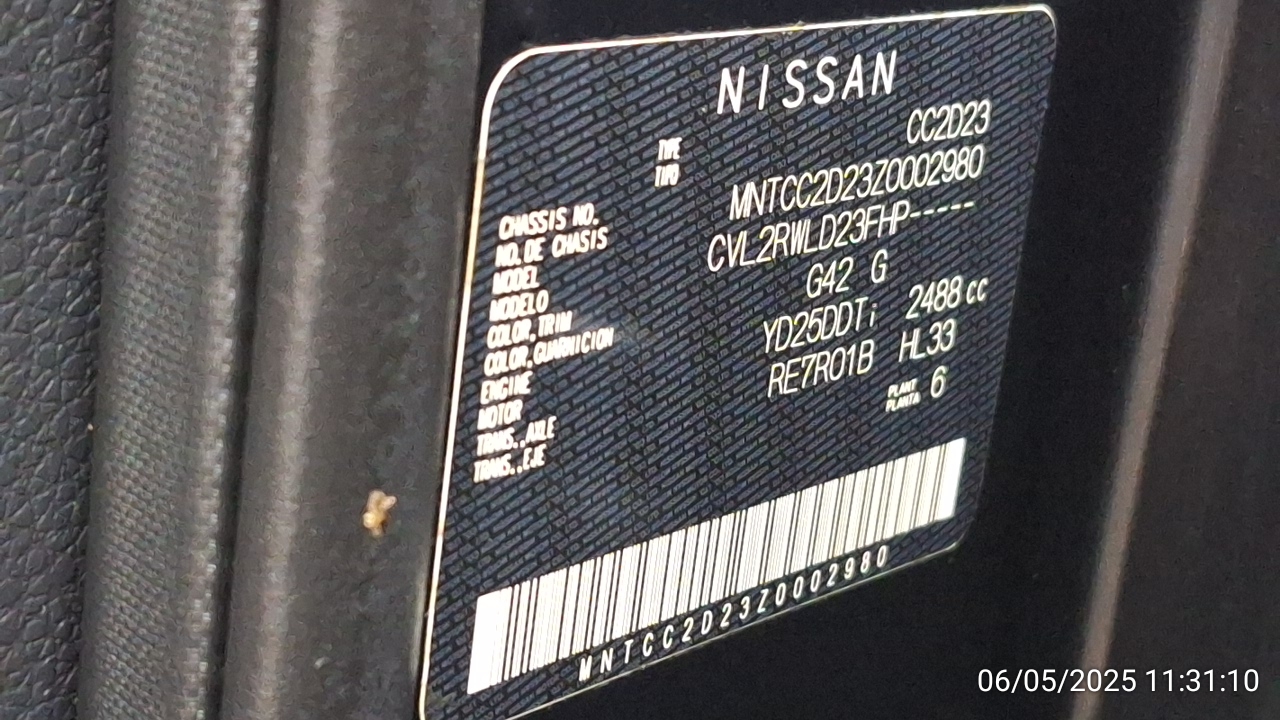 NISSAN
TYPE CC2D23
TIPO
CHASSIS NO. MNTCC2D23Z0002980
NO. DE CHASIS
MODEL CVL2RWLD23FHP-----
MODELO
COLOR, TRIM G42 G
COLOR, GUARNICION
ENGINE YD25DDTi 2488 cc
MOTOR
TRANS., AXLE RE7R01B HL33
TRANS., EJE
PLANT 6
PLANTA
MNTCC2D23Z0002980
06/05/2025 11:31:10